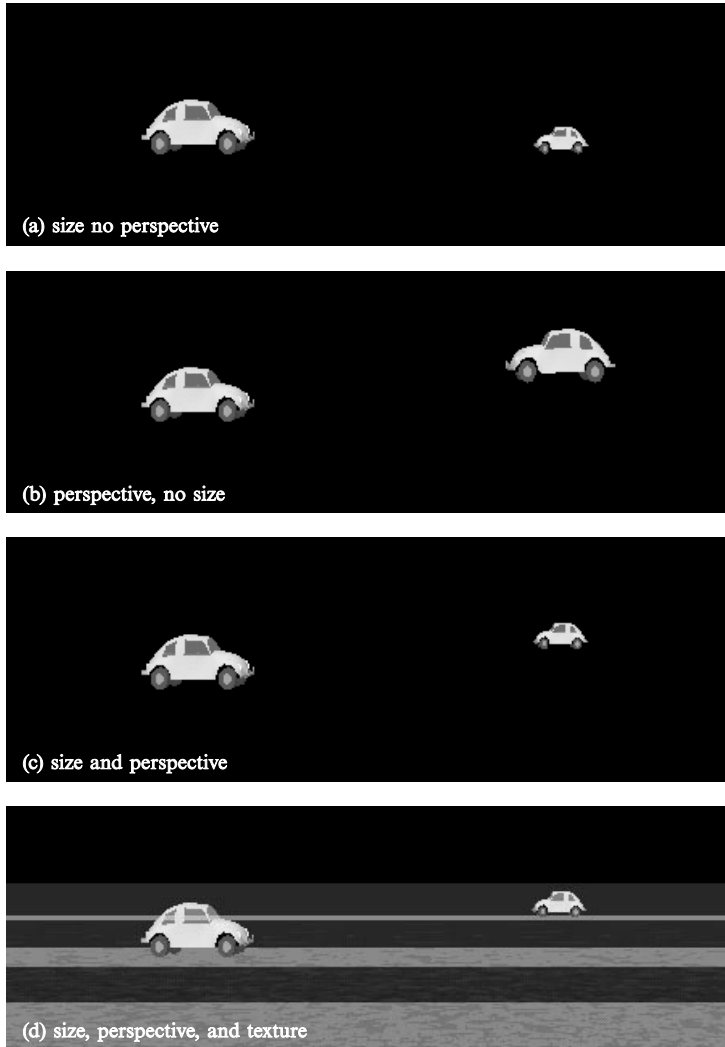 (a) size no perspective
(b) perspective, no size
(c) size and perspective
(d) size, perspective, and texture